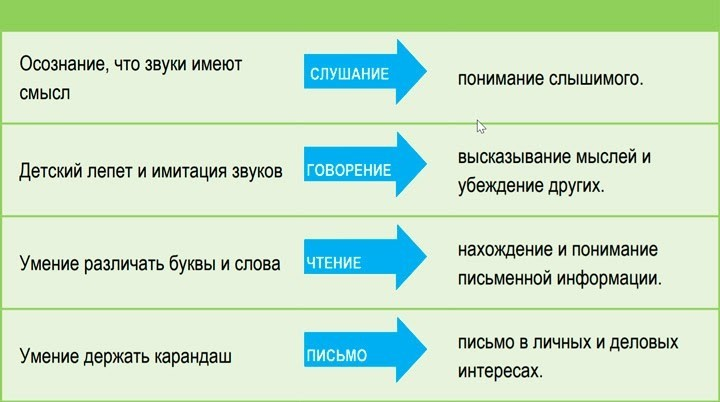 Осознание, что звуки имеют
смысл
СЛУШАНИЕ
понимание слышимого.
Детский лепет и имитация звуков
ГОВОРЕНИЕ
высказывание мыслей и
убеждение других.
Умение различать буквы и слова
ЧТЕНИЕ
нахождение и понимание
письменной информации.
Умение держать карандаш
ПИСЬМО
письмо в личных и деловых
интересах.